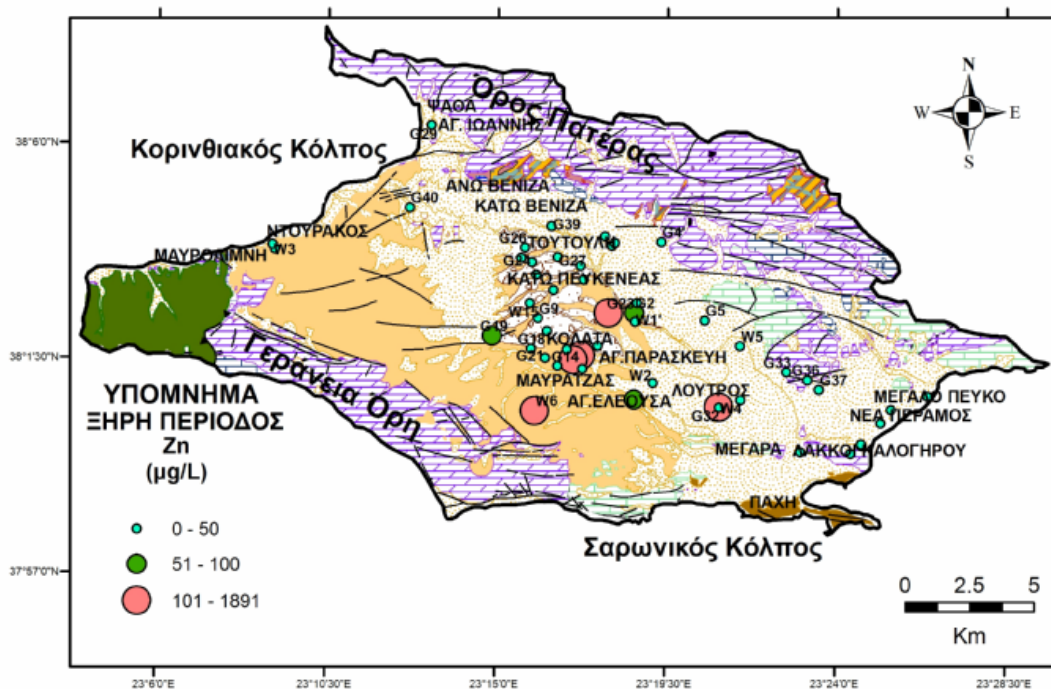 N
W
E
S
38°6'0"N
38°1'30"N
37°57'0"N
ΨΑΘΑ
G29
ΑΓ. ΙΩΑΝΝΗΣ
Όρος Πατέρας
Κορινθιακός Κόλπος
ΑΝΩ ΒΕΝΙΖΑ
G40
ΚΑΤΩ ΒΕΝΙΖΑ
ΝΤΟΥΡΑΚΟΣ
G39
W3
G26
ΤΟΥΤΟΥΛΗ
G4
ΜΑΥΡΟΛΙΜΝΗ
G24
G27
ΚΑΤΩ ΠΕΥΚΕΝΕΑΣ
G9
W1'
G5
G19
G18
ΚΟΛΑΤΑ
W5
G14
ΑΓ.ΠΑΡΑΣΚΕΥΗ
Γεράνεια Όρη
ΜΑΥΡΑΤΖΑΣ
W2
G33
G36
G37
W6
ΑΓ.ΕΛΕΟΥΣΑ
ΛΟΥΤΡΟΣ
W4
G32
ΜΕΓΑΛΟ ΠΕΥΚΟ
ΝΕΑ ΠΕΡΑΜΟΣ
ΜΕΓΑΡΑ
ΛΑΚΚΟΙ ΚΑΛΟΓΗΡΟΥ
ΠΑΧΗ
Σαρωνικός Κόλπος
ΥΠΟΜΝΗΜΑ
ΞΗΡΗ ΠΕΡΙΟΔΟΣ
Zn
(μg/L)
0 - 50
51 - 100
101 - 1891
0 2.5 5
Km
23°6'0"E 23°10'30"E 23°15'0"E 23°19'30"E 23°24'0"E 23°28'30"E